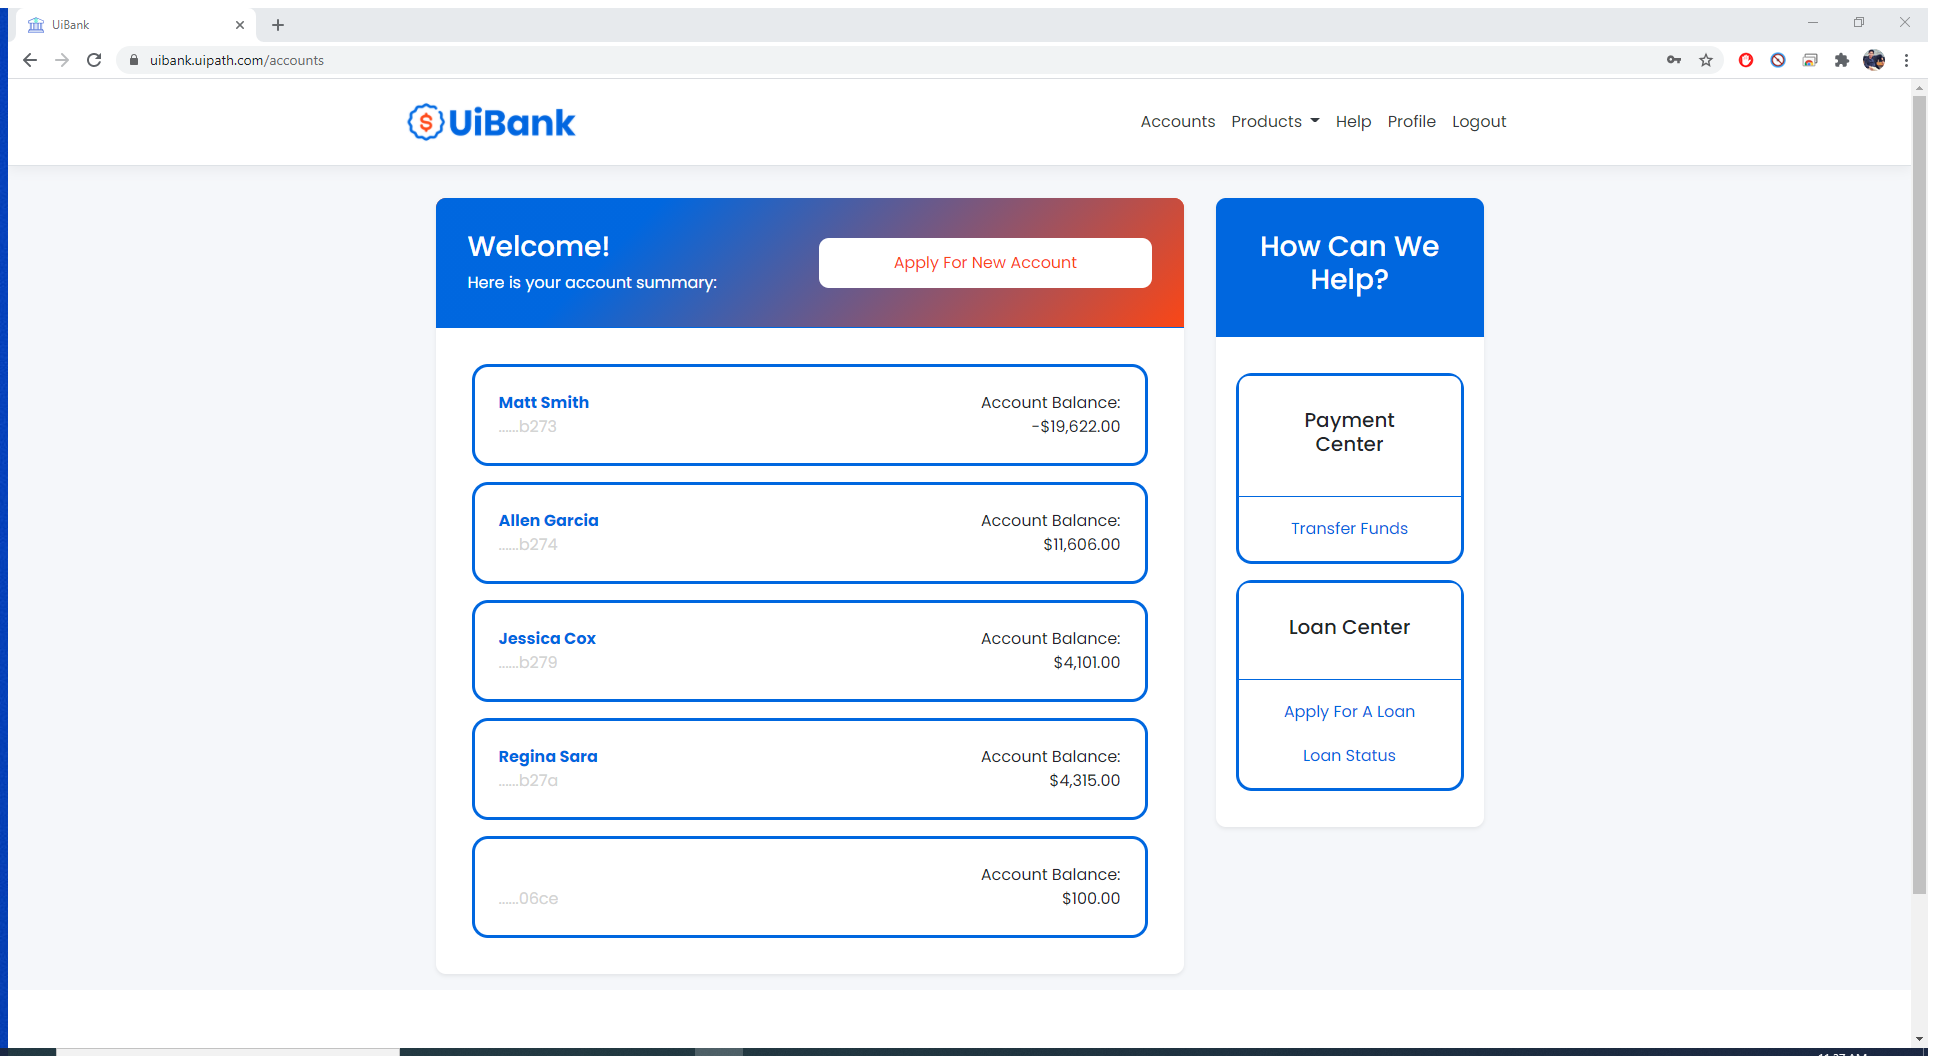 UiBank
uibank.uipath.com/accounts
UiBank
Accounts Products Help Profile Logout
Welcome!
Here is your account summary:
Apply For New Account
Matt Smith
......b273
Account Balance:
-$19,622.00
Allen Garcia
......b274
Account Balance:
$11,606.00
Jessica Cox
......b279
Account Balance:
$4,101.00
Regina Sara
......b27a
Account Balance:
$4,315.00
......06ce
Account Balance:
$100.00
How Can We
Help?
Payment
Center
Transfer Funds
Loan Center
Apply For A Loan
Loan Status